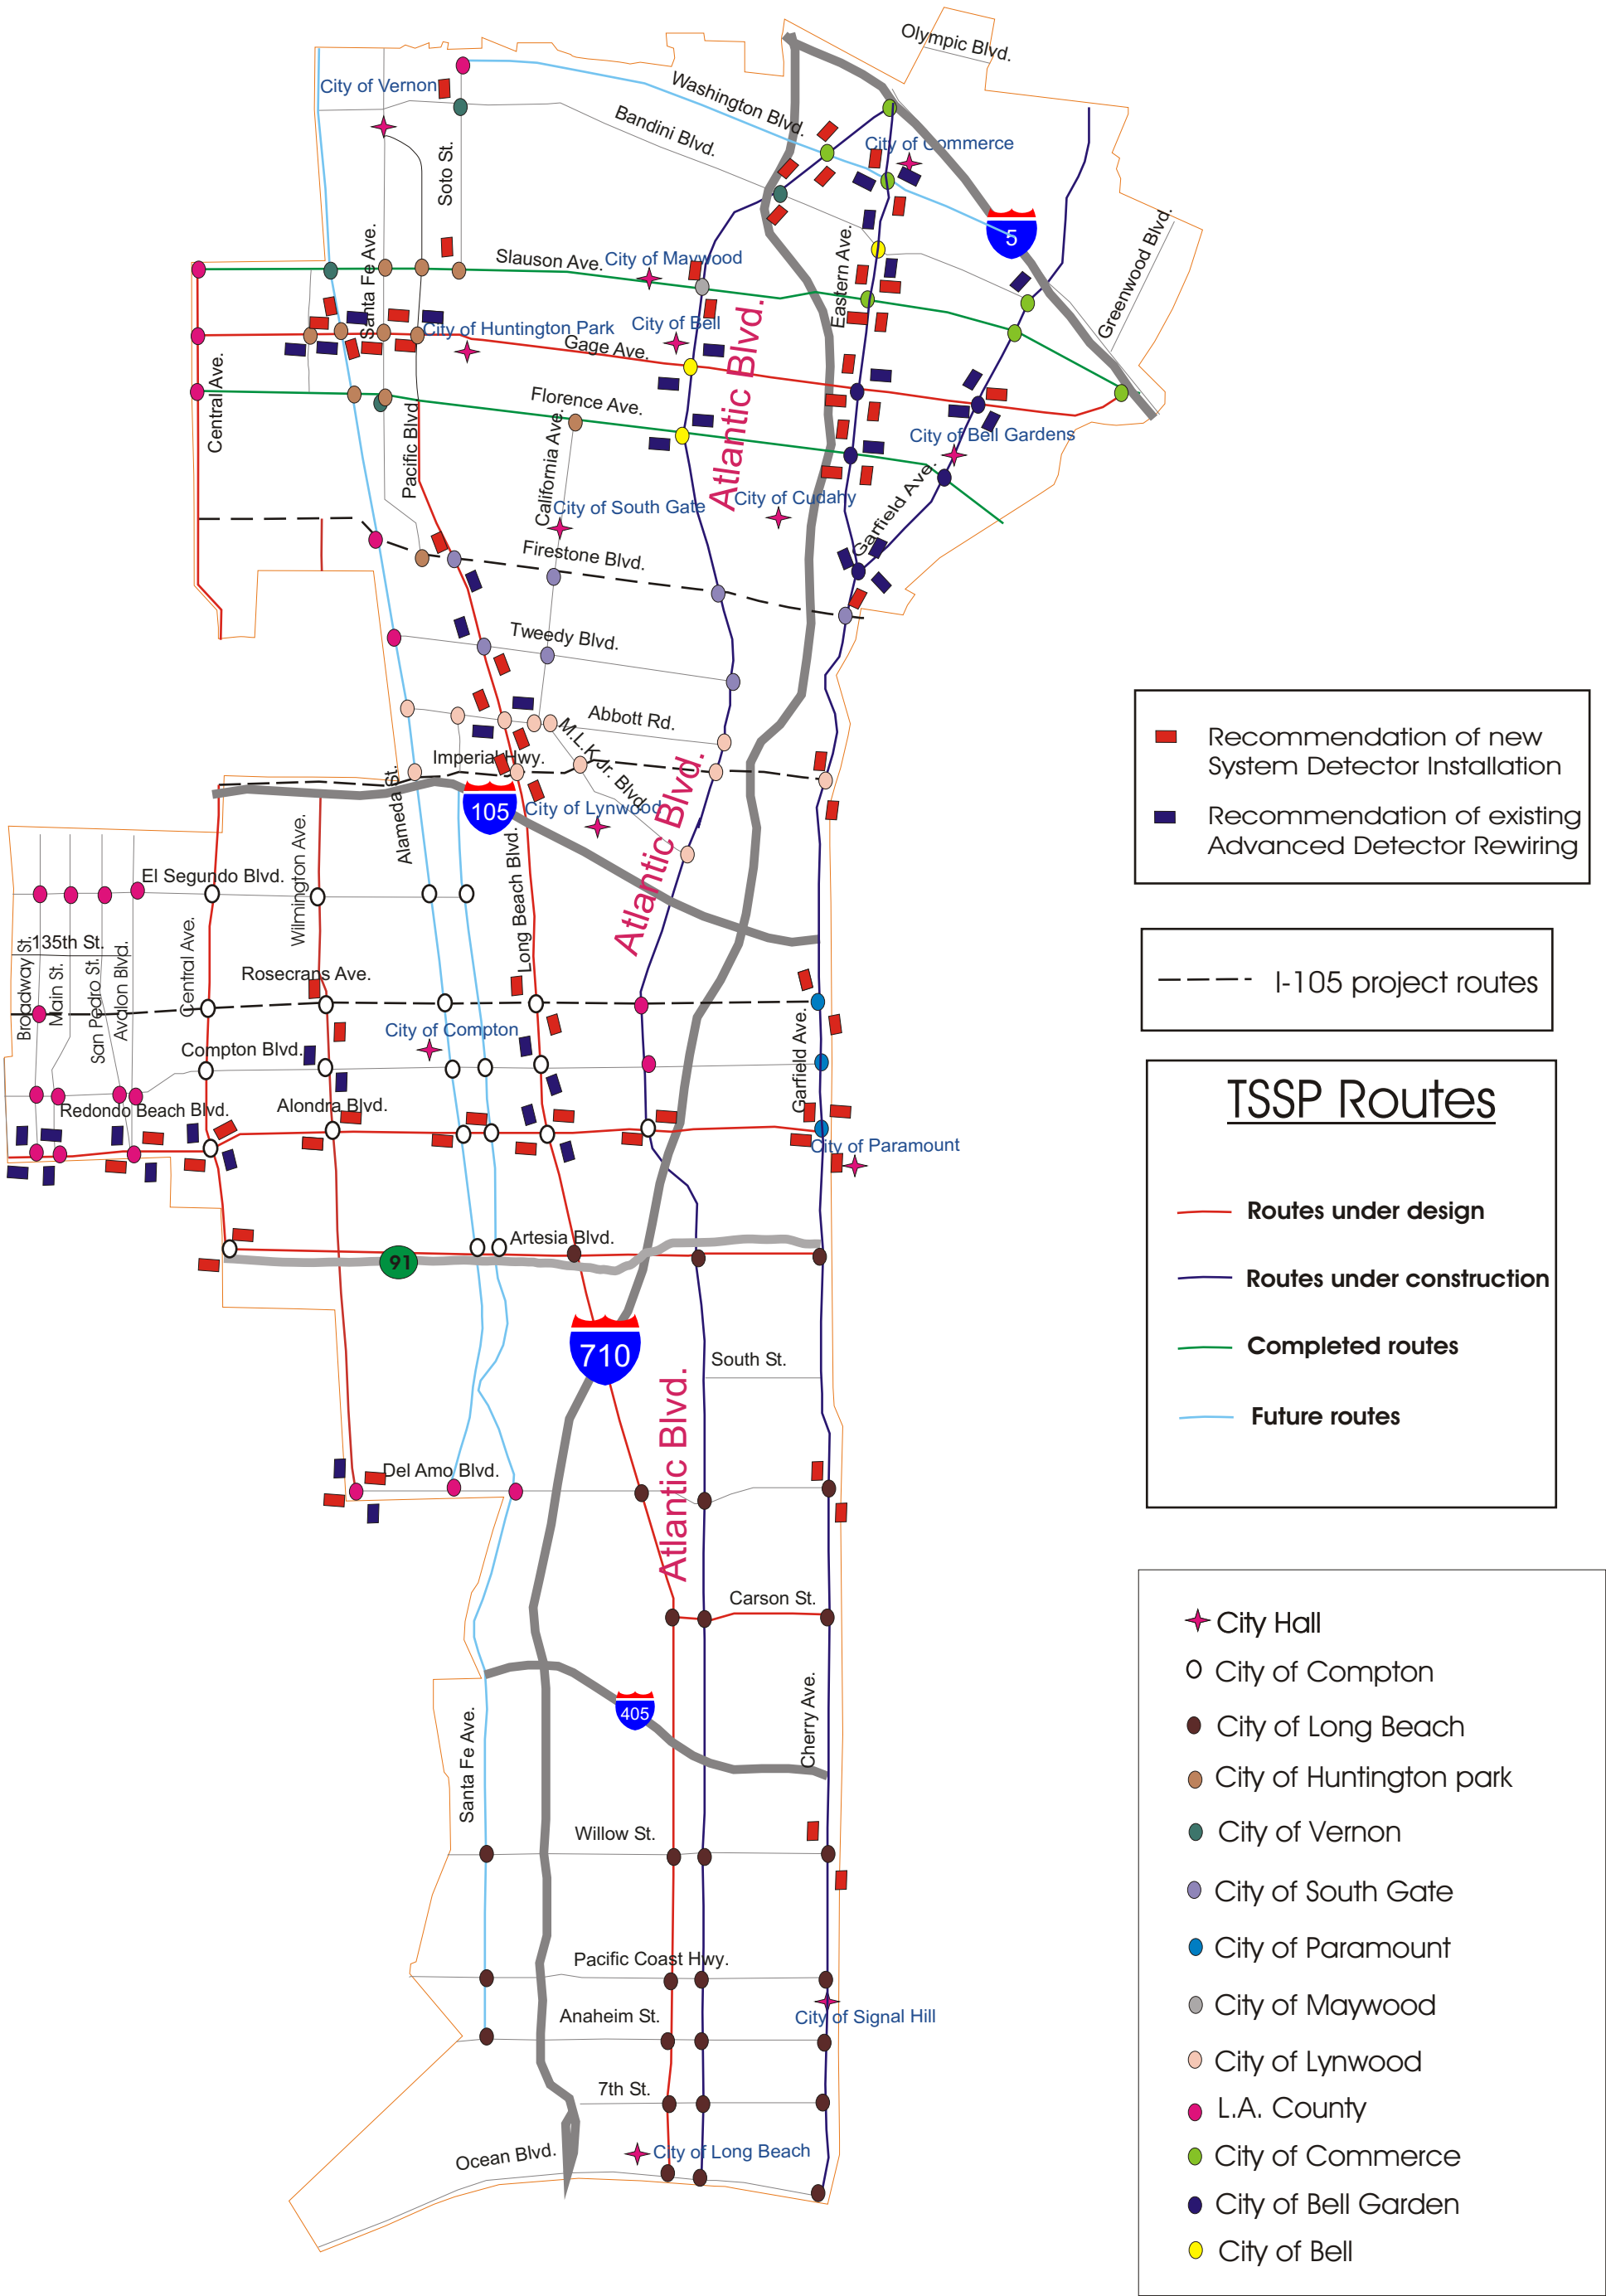 Olympic Blvd.
Washington Blvd.
City of Vernon
Bandini Blvd.
City of Commerce
Soto St.
5
Santa Fe Ave.
Slauson Ave.
City of Maywood
Eastern Ave.
Greenwood Blvd.
City of Huntington Park
City of Bell
Gage Ave.
Atlantic Blvd.
Central Ave.
Florence Ave.
Pacific Blvd.
California Ave.
City of Bell Gardens
City of South Gate
City of Cudahy
Garfield Ave.
Firestone Blvd.
Tweedy Blvd.
Abbott Rd.
M.L.K Jr. Blvd.
Imperial Hwy.
Atlantic Blvd.
Alameda St.
105
City of Lynwood
Long Beach Blvd.
Wilmington Ave.
El Segundo Blvd.
Central Ave.
135th St.
Broadway St.
Main St.
San Pedro St.
Avalon Blvd.
Rosecrans Ave.
City of Compton
Compton Blvd.
Garfield Ave.
Redondo Beach Blvd.
Alondra Blvd.
City of Paramount
Artesia Blvd.
91
710
South St.
Atlantic Blvd.
Del Amo Blvd.
Carson St.
Cherry Ave.
405
Santa Fe Ave.
Willow St.
Pacific Coast Hwy.
Anaheim St.
City of Signal Hill
7th St.
Ocean Blvd.
City of Long Beach
Recommendation of new
System Detector Installation
Recommendation of existing
Advanced Detector Rewiring
I-105 project routes
TSSP Routes
Routes under design
Routes under construction
Completed routes
Future routes
City Hall
City of Compton
City of Long Beach
City of Huntington park
City of Vernon
City of South Gate
City of Paramount
City of Maywood
City of Lynwood
L.A. County
City of Commerce
City of Bell Garden
City of Bell